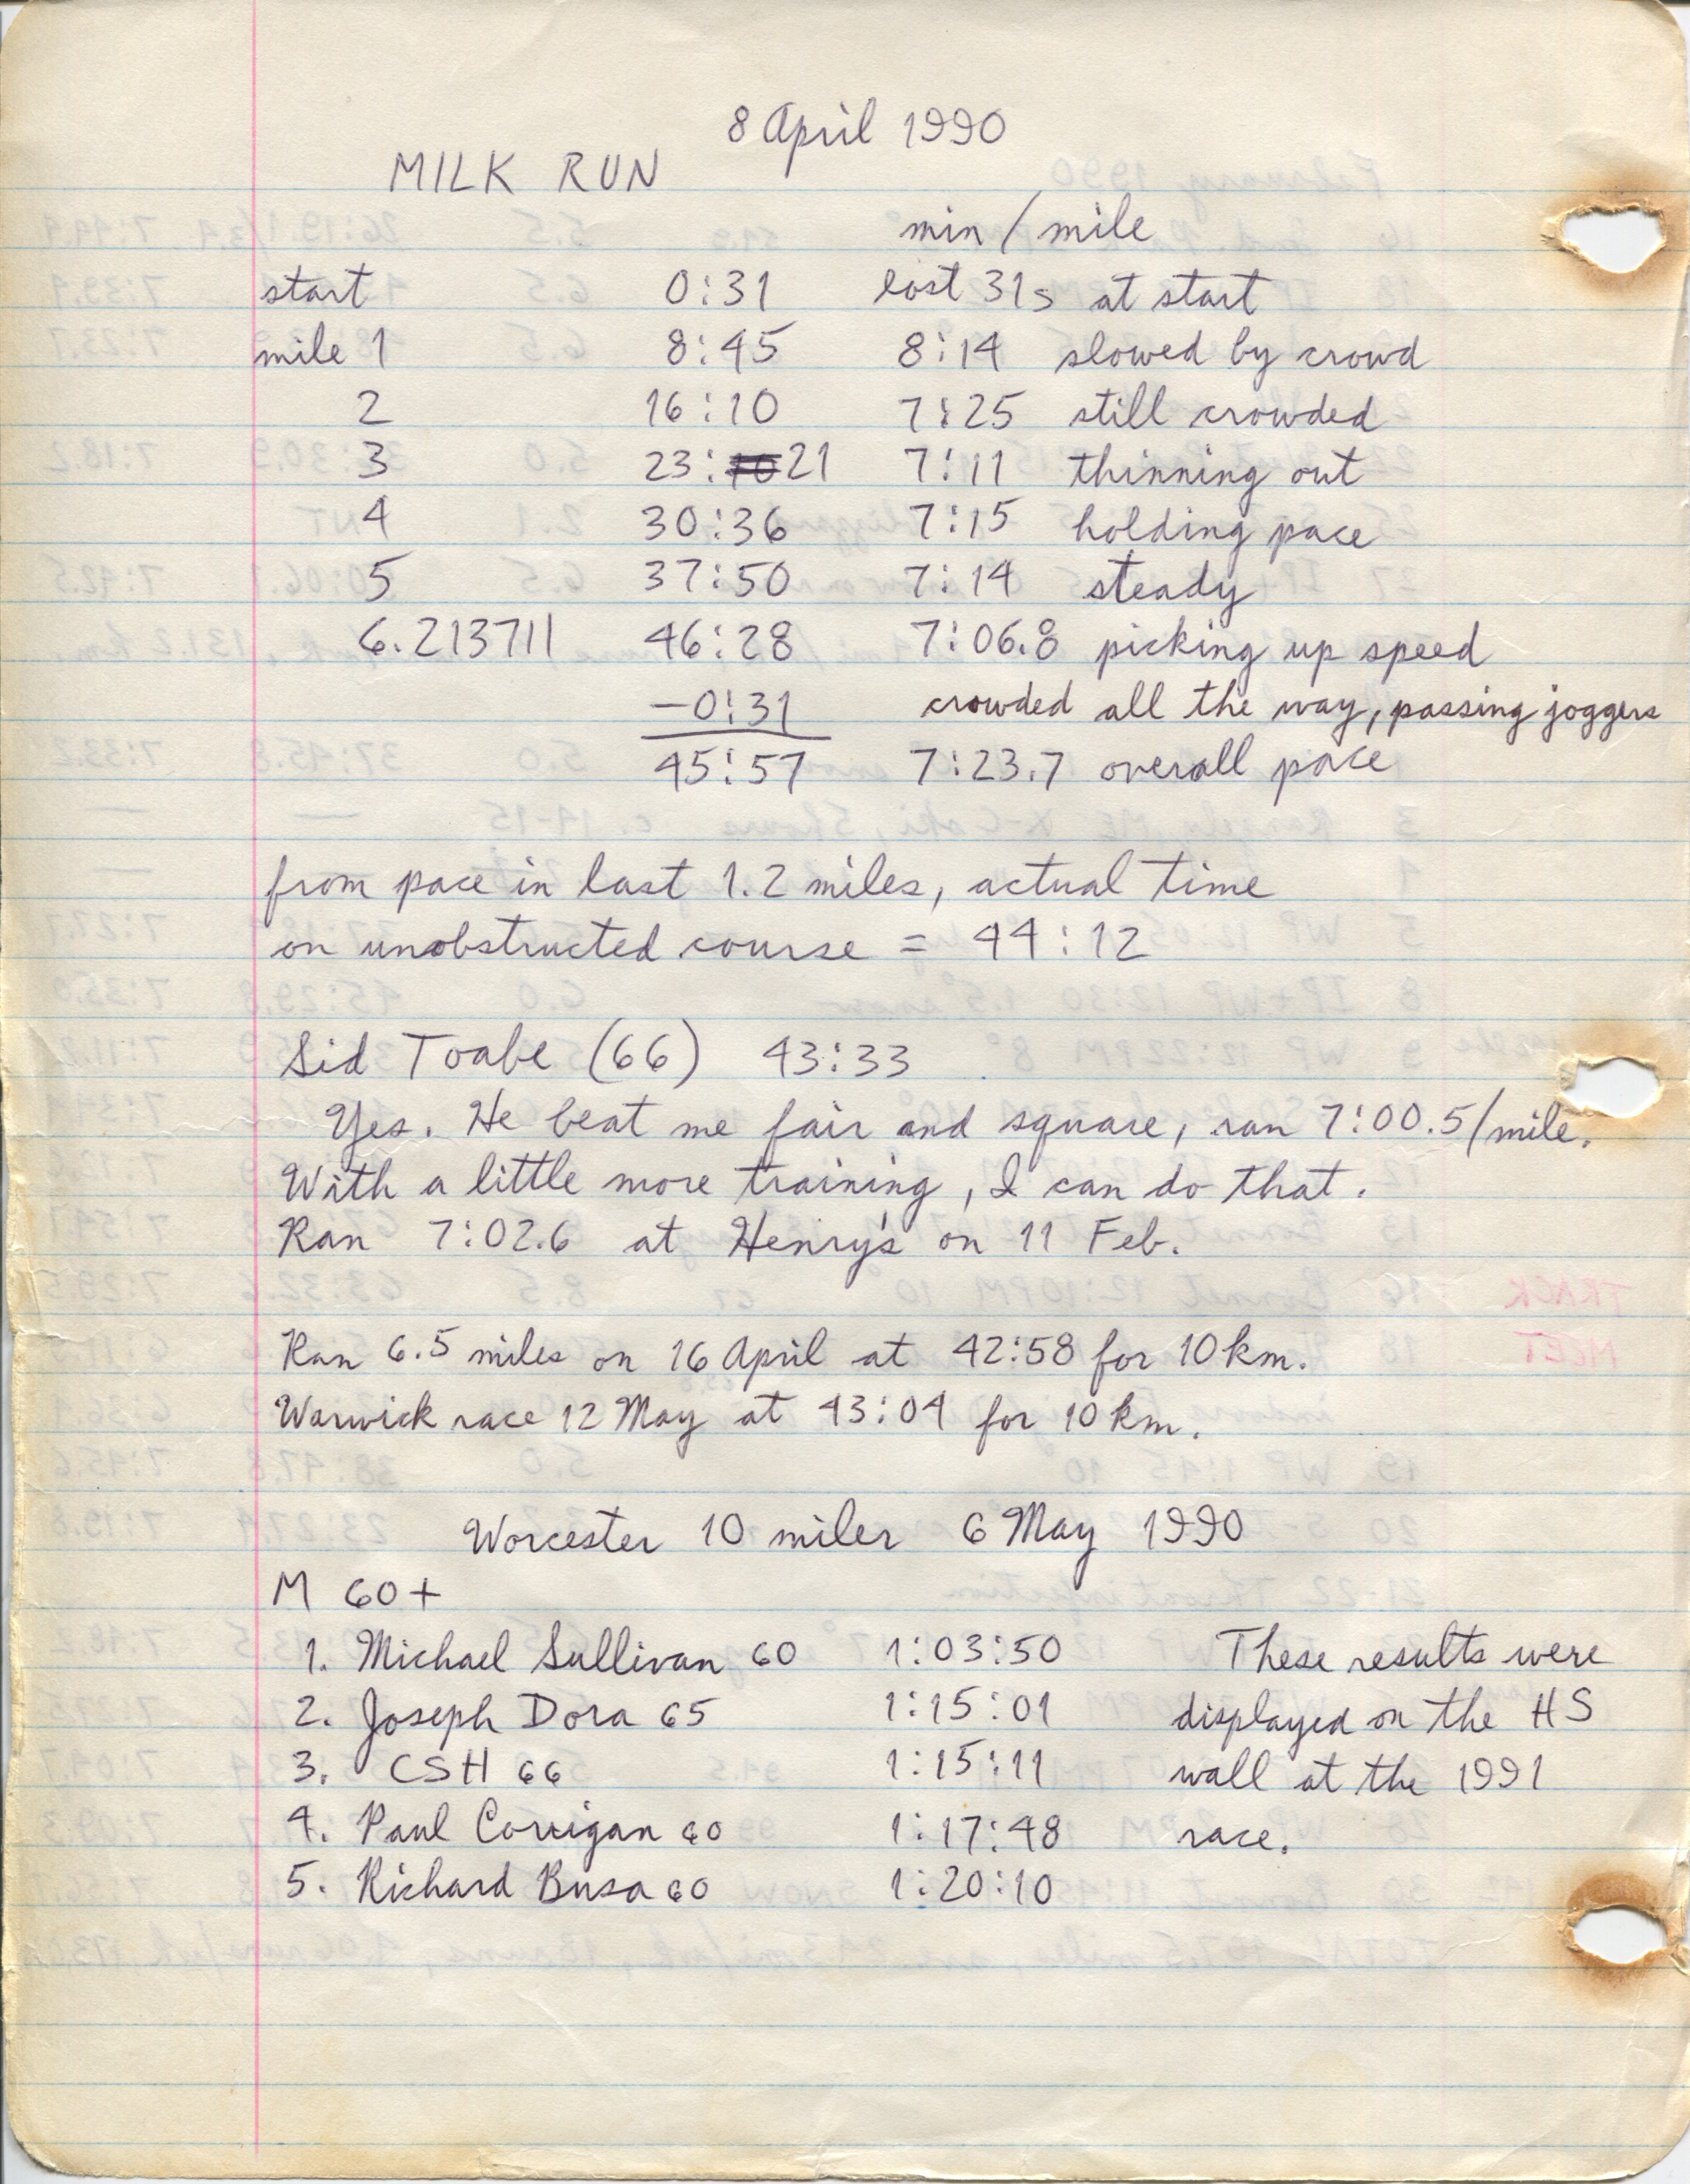 8 April 1990
MILK RUN
min/mile
start 0:31 lost 31s at start
mile 1 8:45 8:14 slowed by crowd
2 16:10 7:25 still crowded
3 23:21 7:11 thinning out
4 30:36 7:15 holding pace
5 37:50 7:14 steady
6.213711 46:28 7:06.8 picking up speed
-0:31 crowded all the way, passing joggers
45:57 7:23.7 overall pace
from pace in last 1.2 miles, actual time
on unobstructed course = 44:12
Sid Toabe (66) 43:33
Yes. He beat me fair and square, ran 7:00.5/mile.
With a little more training, I can do that.
Ran 7:02.6 at Henry's on 11 Feb.
Ran 6.5 miles on 16 April at 42:58 for 10 km.
Warwick race 12 May at 43:04 for 10 km.
Worcester 10 miler 6 May 1990
M 60+
1. Michael Sullivan 60 1:03:50 These results were
2. Joseph Dora 65 1:15:01 displayed on the HS
3. CSH 66 1:15:11 wall at the 1991
4. Paul Corrigan 60 1:17:48 race.
5. Richard Busa 60 1:20:10